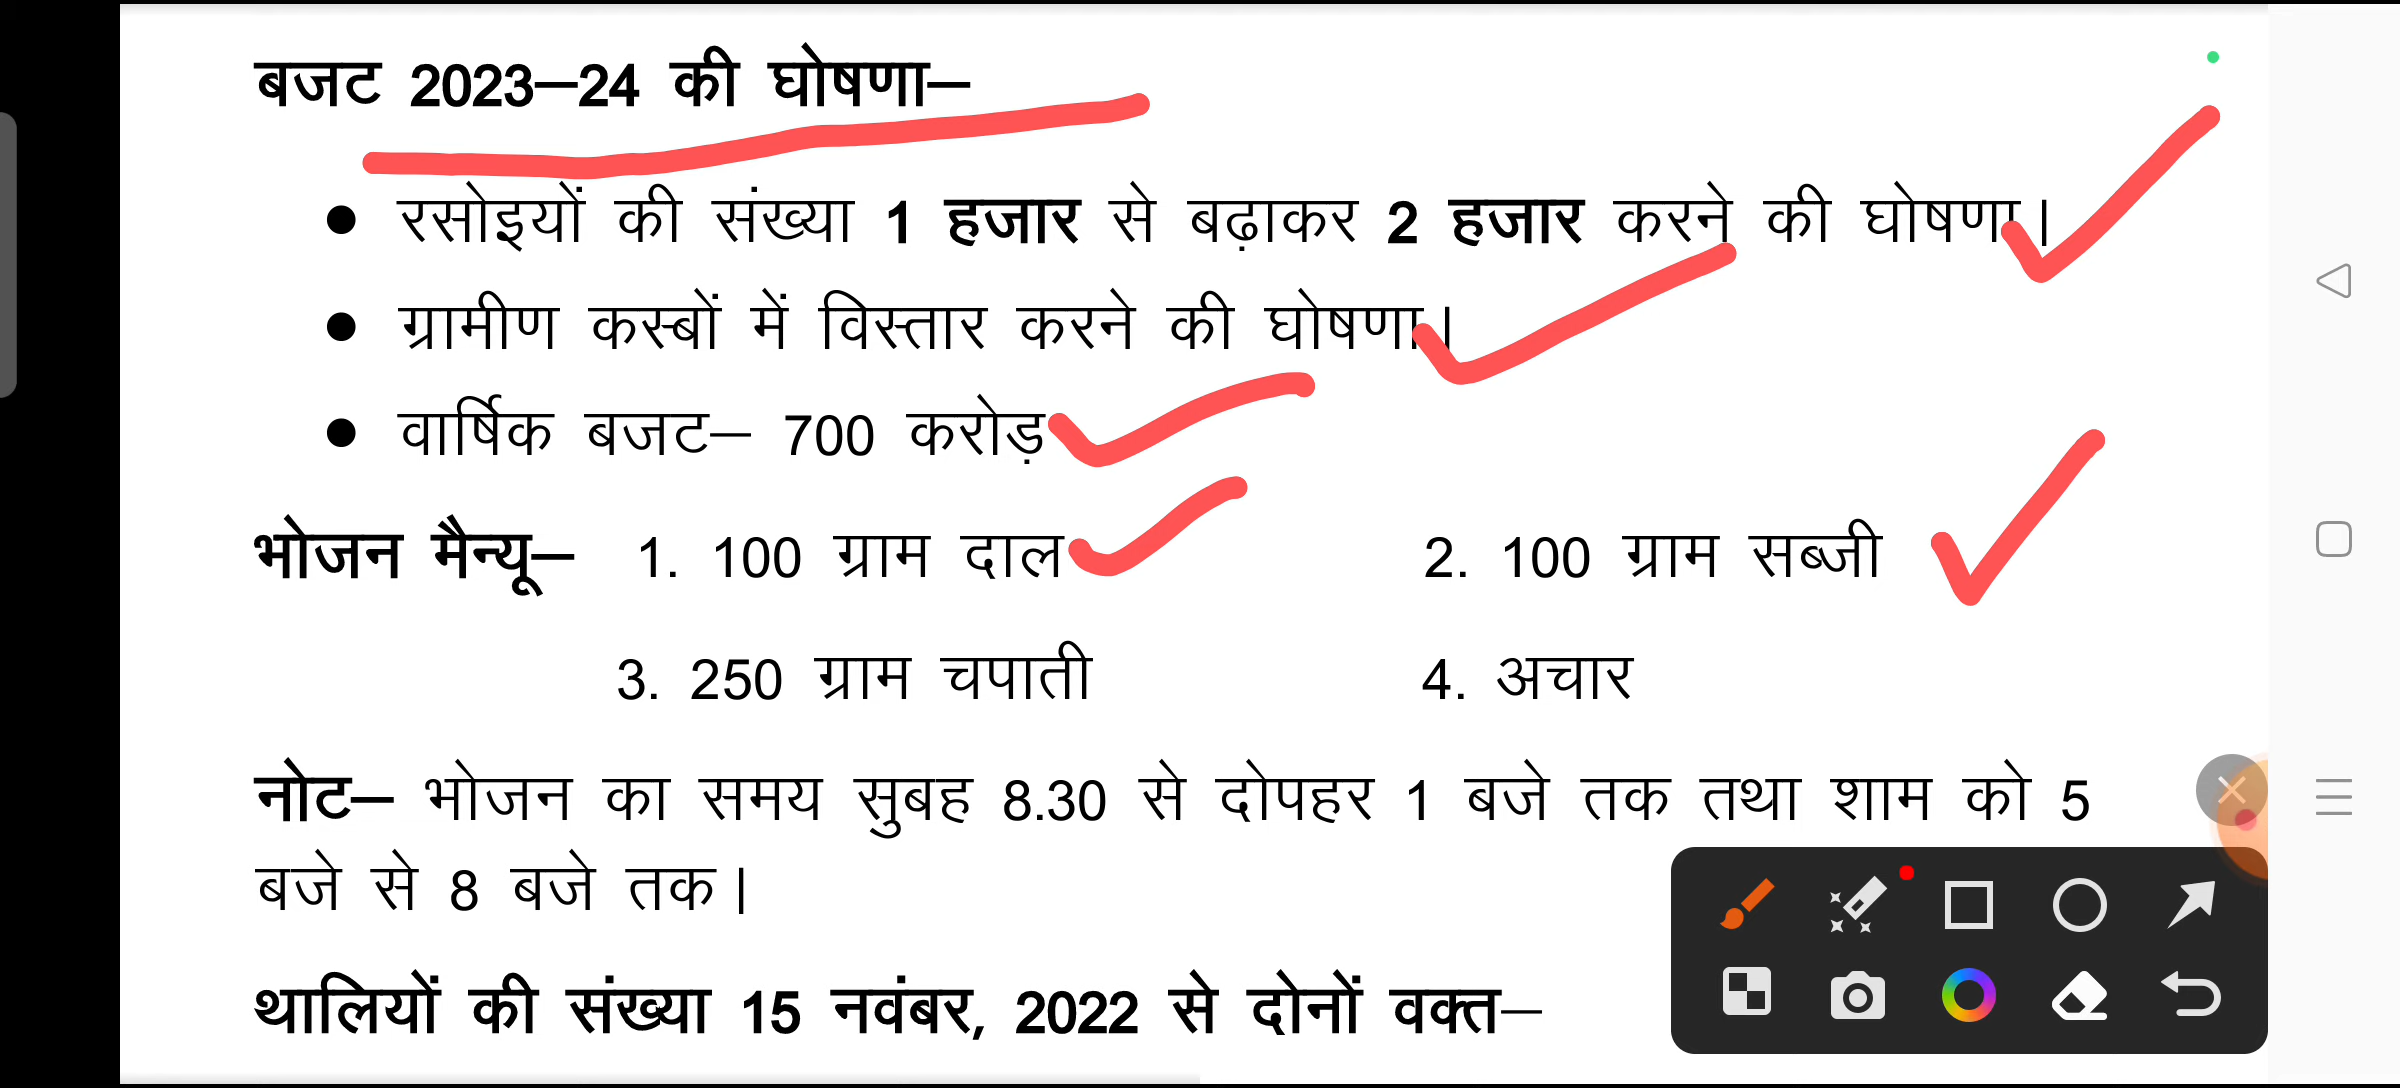 बजट 2023–24 की घोषणा–
● रसोइयों की संख्या 1 हजार से बढ़ाकर 2 हजार करने की घोषणा।
● ग्रामीण कस्बों में विस्तार करने की घोषणा।
● वार्षिक बजट– 700 करोड़
भोजन मैन्यू– 1. 100 ग्राम दाल 2. 100 ग्राम सब्जी
3. 250 ग्राम चपाती 4. अचार
नोट– भोजन का समय सुबह 8.30 से दोपहर 1 बजे तक तथा शाम को 5
बजे से 8 बजे तक।
थालियों की संख्या 15 नवंबर, 2022 से दोनों वक्त–